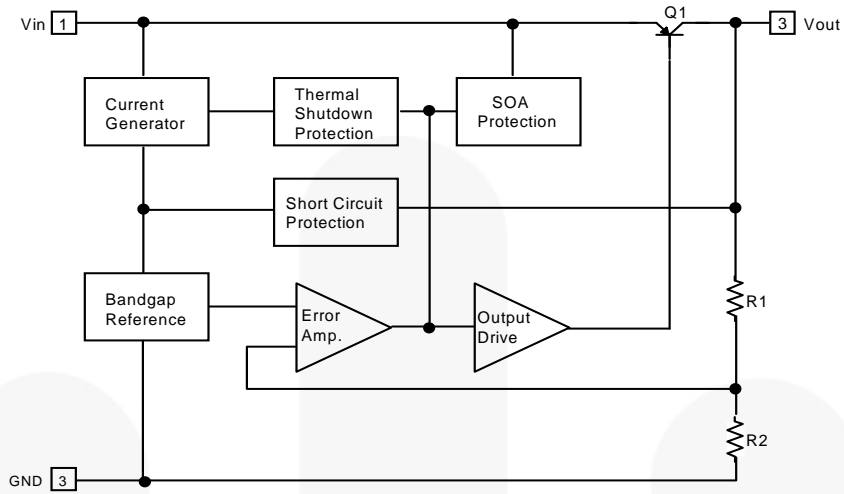 Q1
Vin 1
3 Vout
Current
Generator
Thermal
Shutdown
Protection
SOA
Protection
Short Circuit
Protection
Bandgap
Reference
Error
Amp.
Output
Drive
R1
R2
GND 3